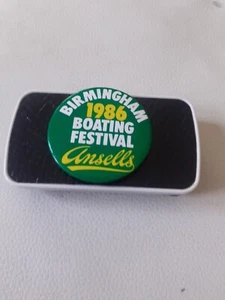 BIRMINGHAM
1986
BOATING
FESTIVAL
Ansells